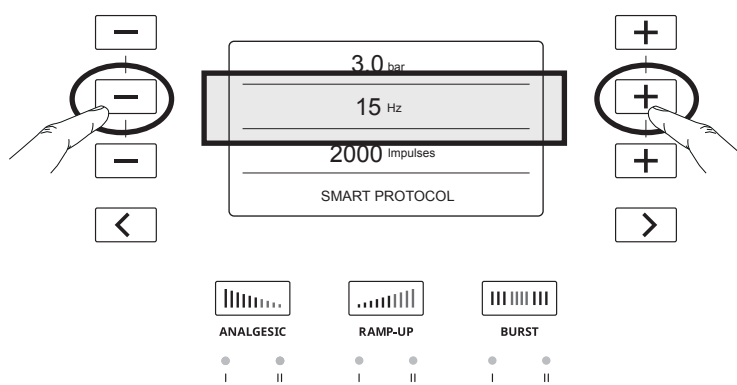 3.0 bar
15 Hz
2000 Impulses
SMART PROTOCOL
ANALGESIC RAMP-UP BURST
I II I II I II